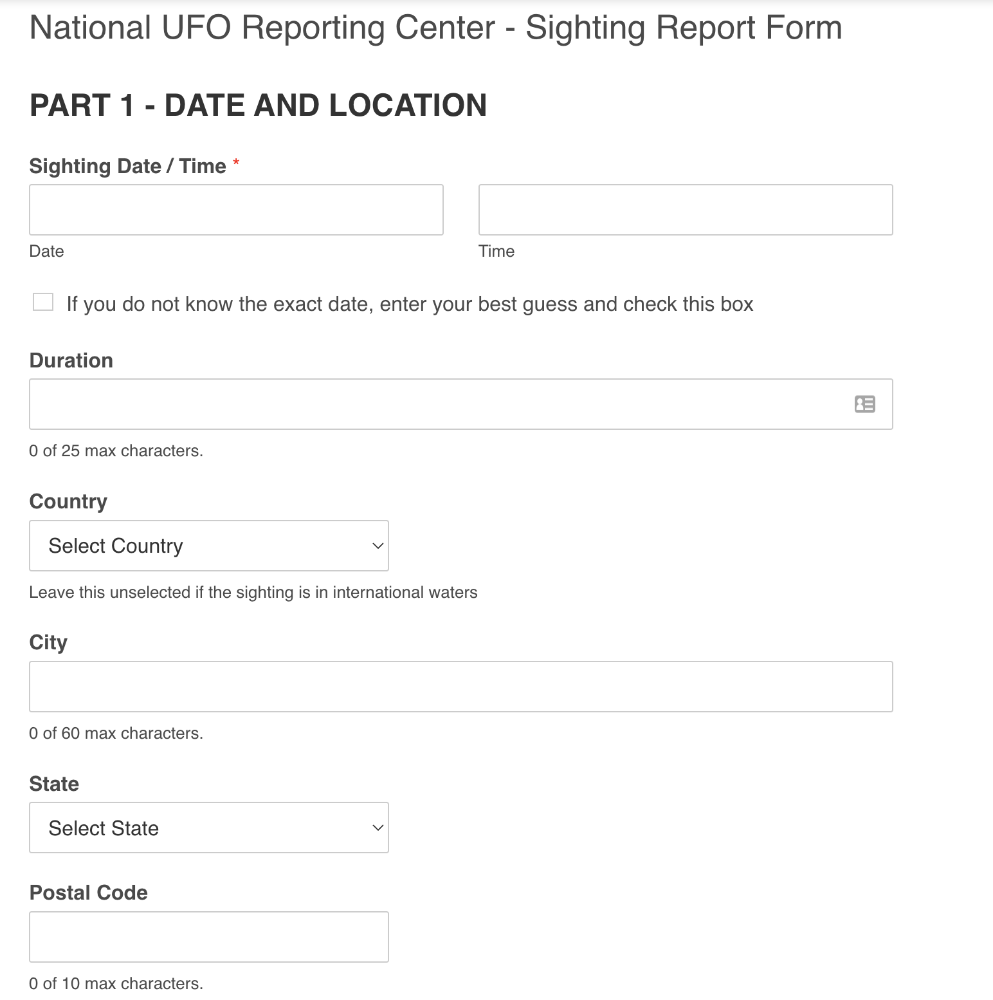 National UFO Reporting Center - Sighting Report Form
PART 1 - DATE AND LOCATION
Sighting Date / Time *
Date
Time
If you do not know the exact date, enter your best guess and check this box
Duration
0 of 25 max characters.
Country
Select Country
Leave this unselected if the sighting is in international waters
City
0 of 60 max characters.
State
Select State
Postal Code
0 of 10 max characters.